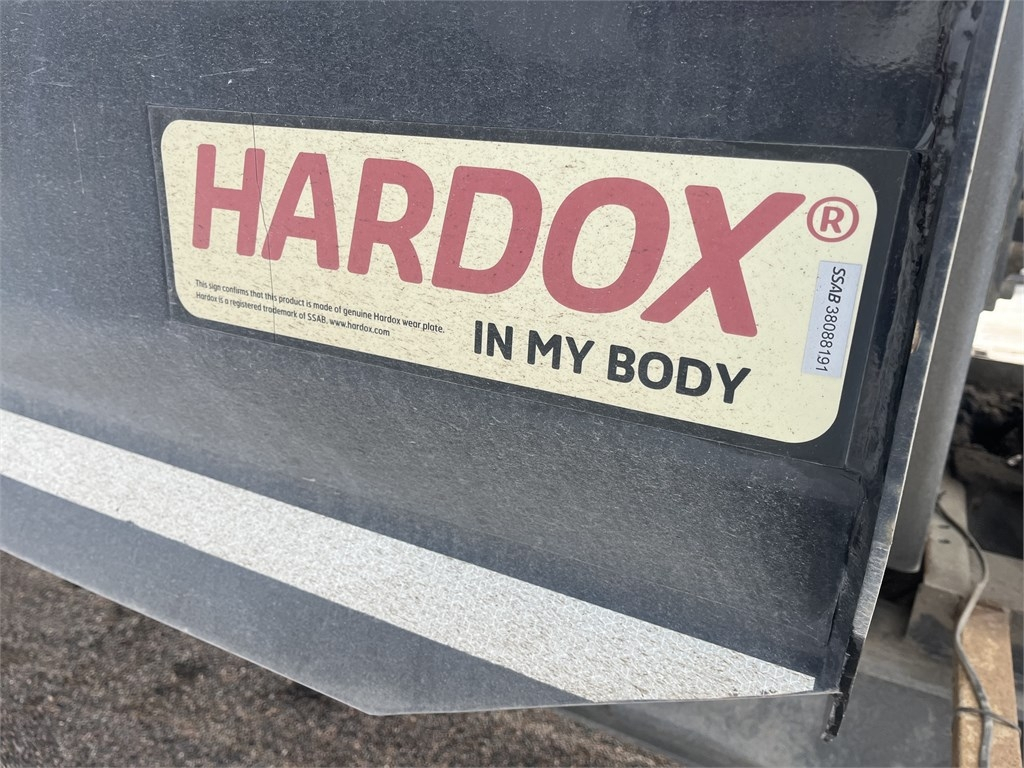 HARDOX®
This sign confirms that this product is made of genuine Hardox wear plate.
Hardox is a registered trademark of SSAB. www.hardox.com
IN MY BODY
SSAB 38088191